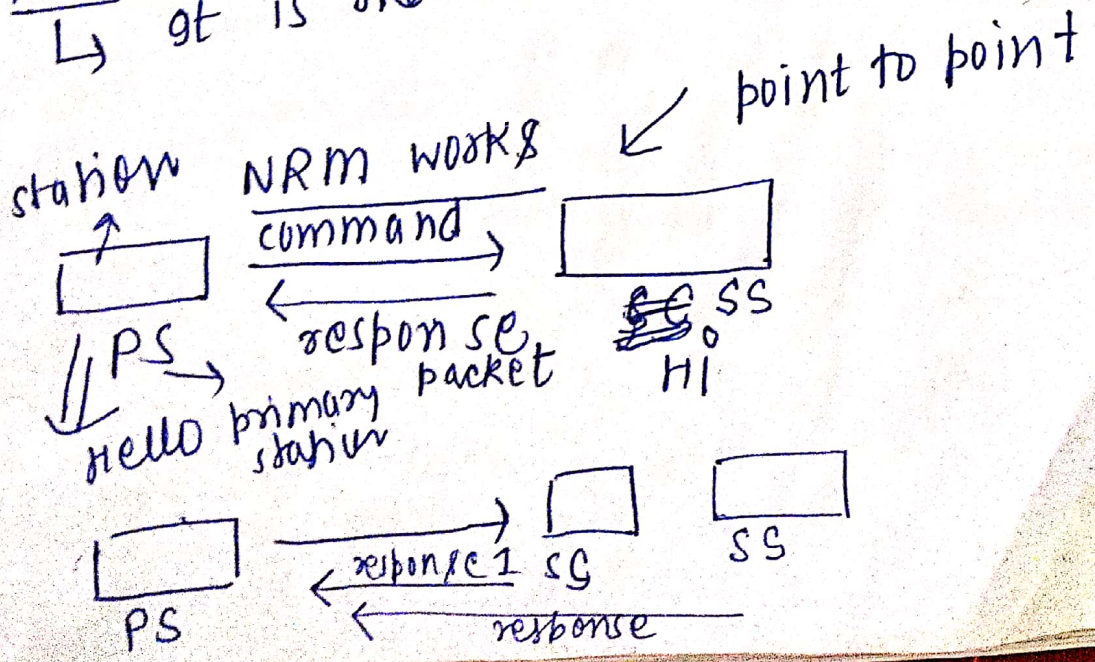 ↳ gt is
point to point
station NRM works
command
SS
PS response packet
Hi
Hello primary station
response 1 SS
SS
PS
response